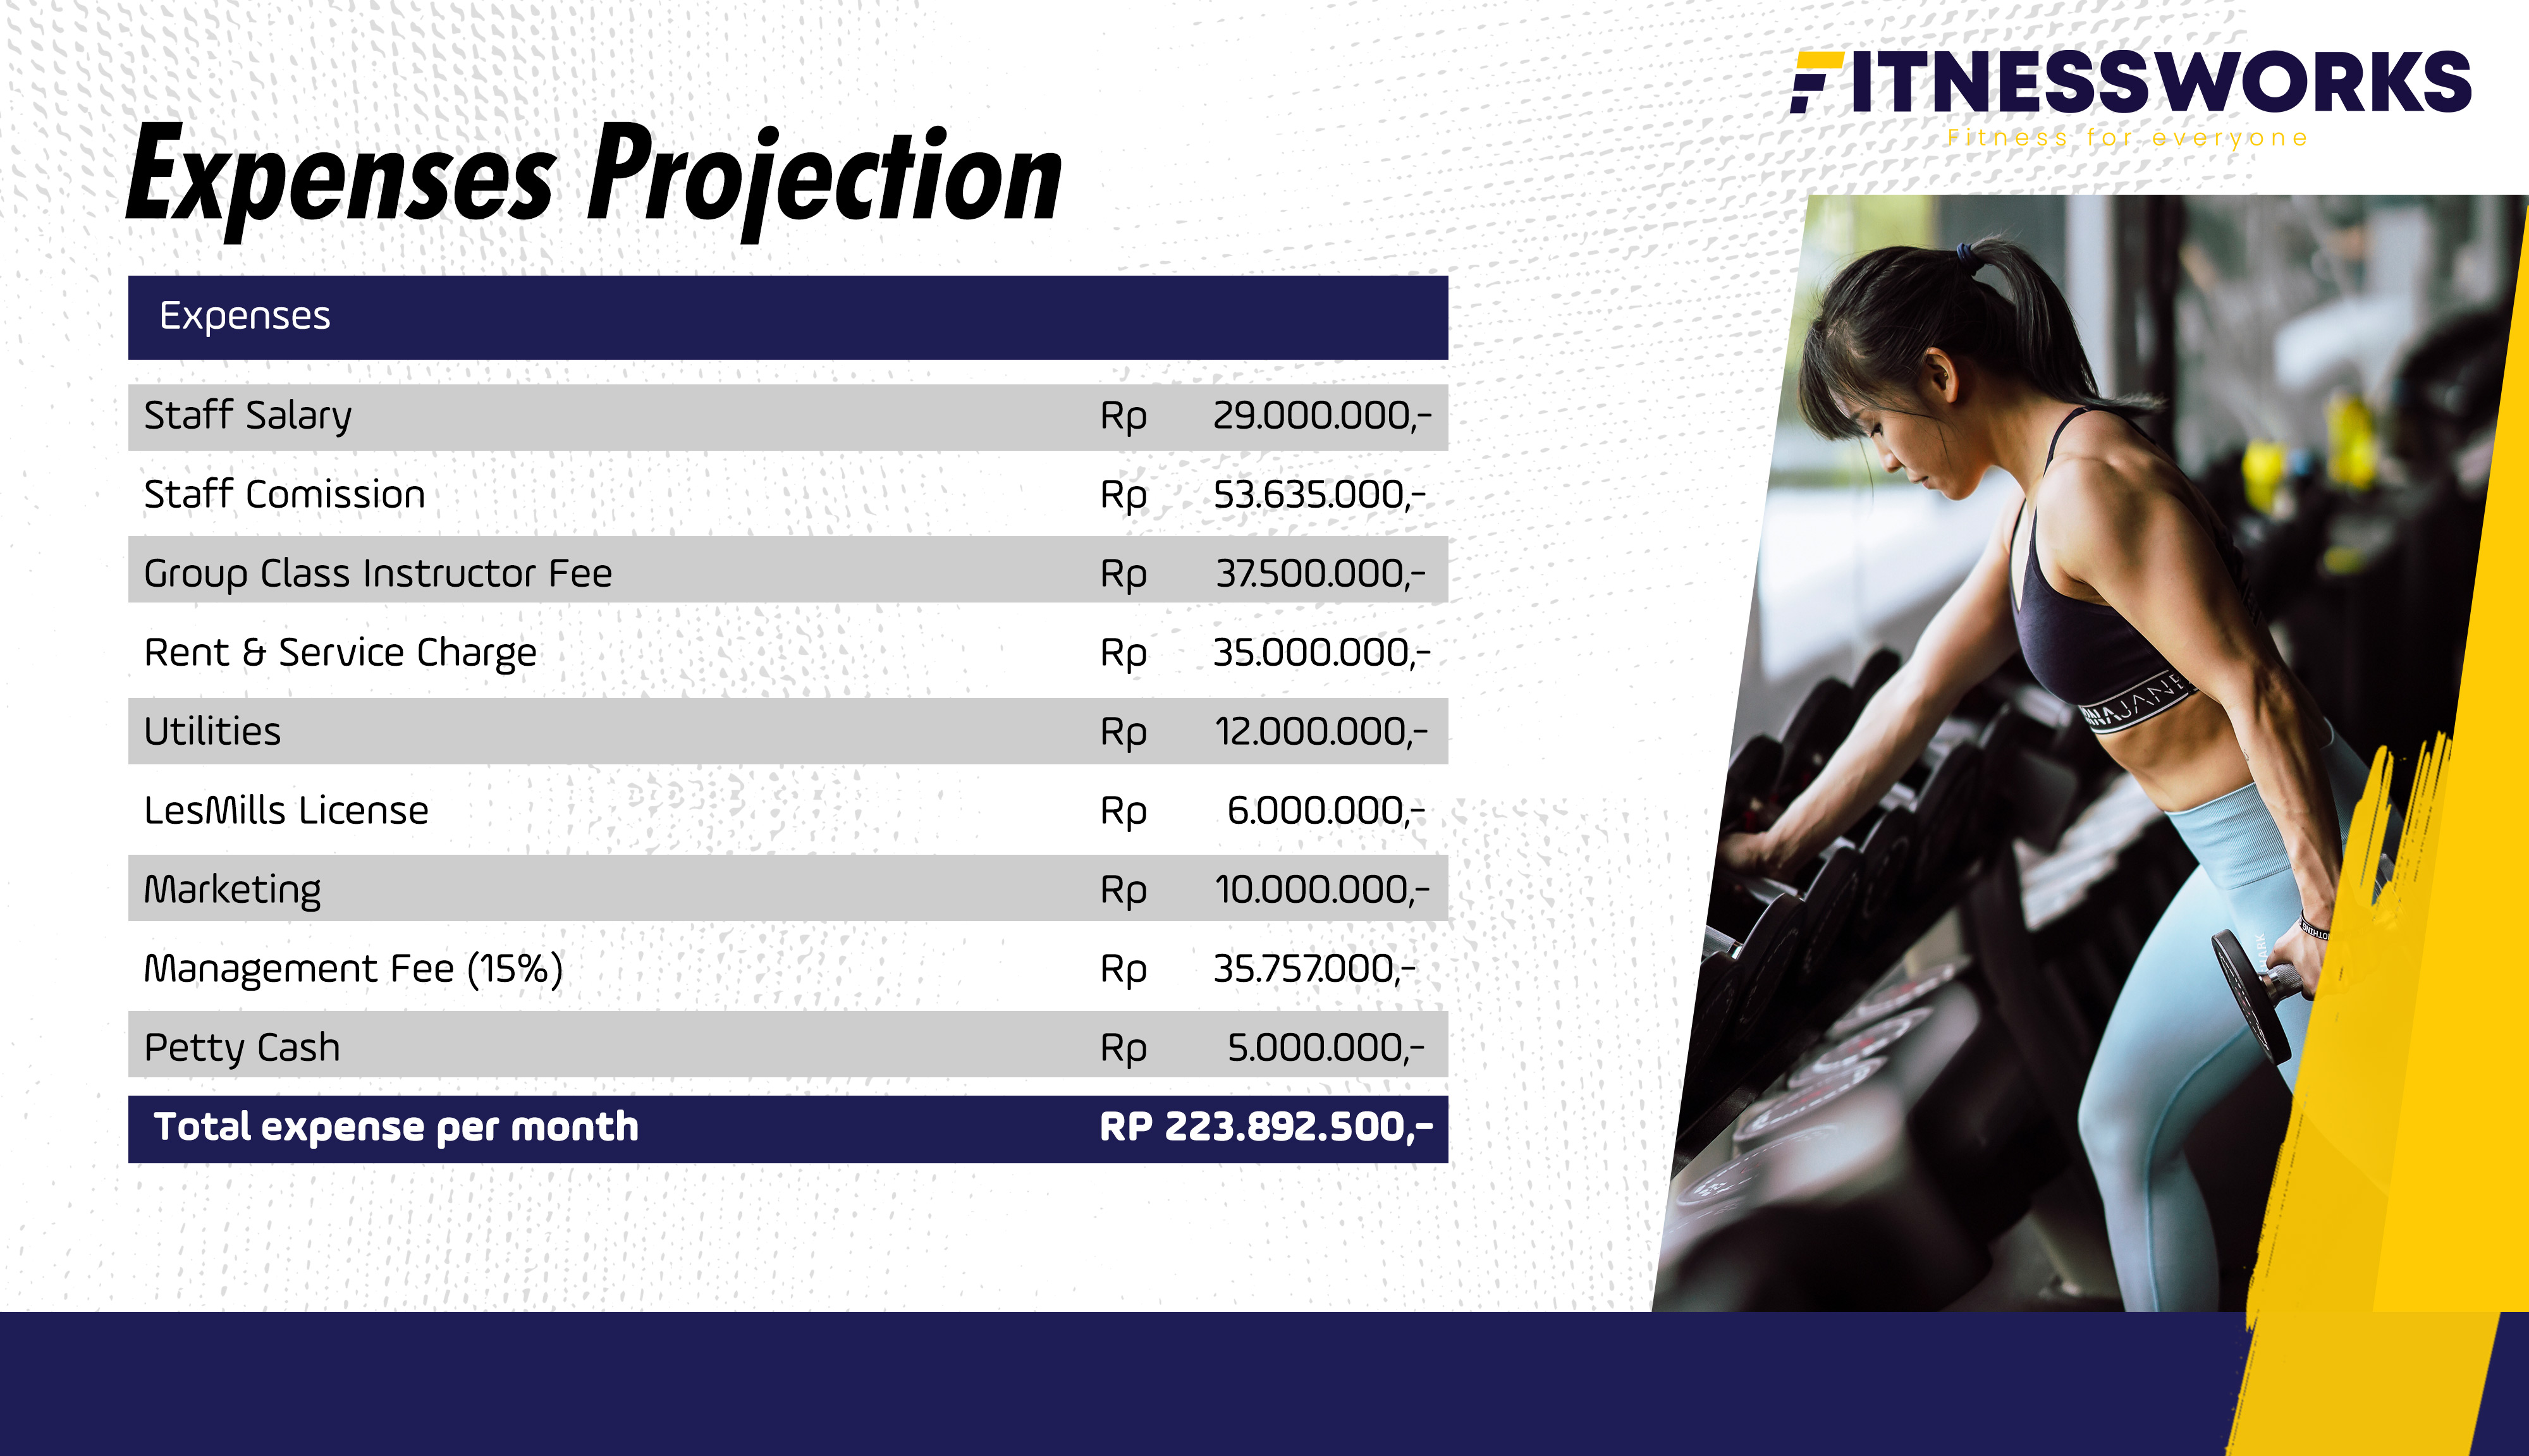 FITNESSWORKS
Fitness for everyone
Expenses Projection
Expenses
Staff Salary Rp 29.000.000,-
Staff Comission Rp 53.635.000,-
Group Class Instructor Fee Rp 37.500.000,-
Rent & Service Charge Rp 35.000.000,-
Utilities Rp 12.000.000,-
LesMills License Rp 6.000.000,-
Marketing Rp 10.000.000,-
Management Fee (15%) Rp 35.757.000,-
Petty Cash Rp 5.000.000,-
Total expense per month RP 223.892.500,-